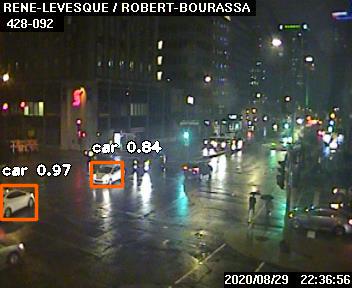 RENE-LEVESQUE / ROBERT-BOURASSA
428-092
car 0.84
car 0.97
2020/08/29 22:36:56